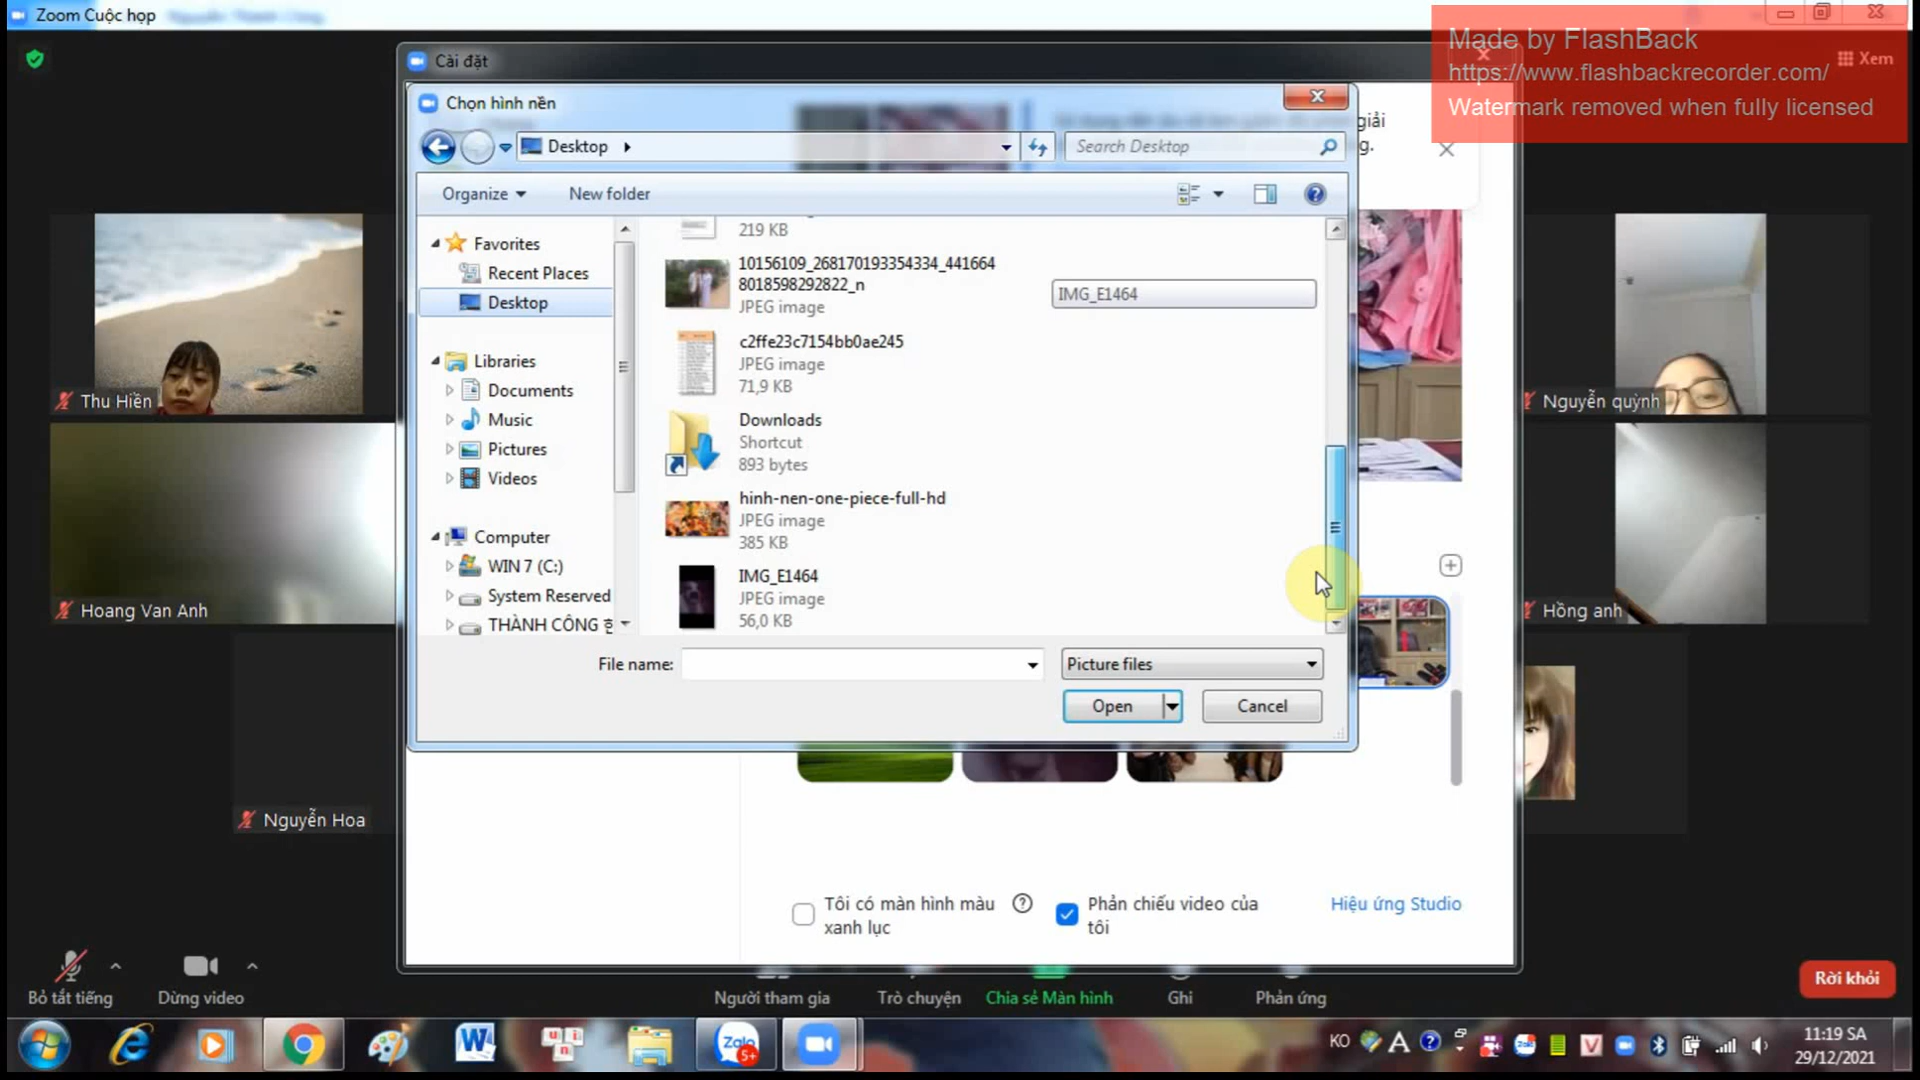 Zoom Cuộc họp
Made by FlashBack
https://www.flashbackrecorder.com/
Watermark removed when fully licensed
Xem
Cài đặt
giải
g.
Chọn hình nền
Desktop
Search Desktop
Organize
New folder
Favorites
Recent Places
Desktop
Libraries
Documents
Music
Pictures
Videos
Computer
WIN 7 (C:)
System Reserved
THÀNH CÔNG
219 KB
10156109_268170193354334_441664
8018598292822_n
JPEG image
IMG_E1464
c2ffe23c7154bb0ae245
JPEG image
71,9 KB
Downloads
Shortcut
893 bytes
hinh-nen-one-piece-full-hd
JPEG image
385 KB
IMG_E1464
JPEG image
56,0 KB
File name:
Picture files
Open
Cancel
Thu Hiền
Nguyễn quỳnh
Hoang Van Anh
Hồng anh
Nguyễn Hoa
Tôi có màn hình màu
xanh lục
Phản chiếu video của
tôi
Hiệu ứng Studio
Bỏ tắt tiếng
Dừng video
Người tham gia
Trò chuyện
Chia sẻ Màn hình
Ghi
Phản ứng
Rời khỏi
Zalo
5+
KO
A
11:19 SA
29/12/2021